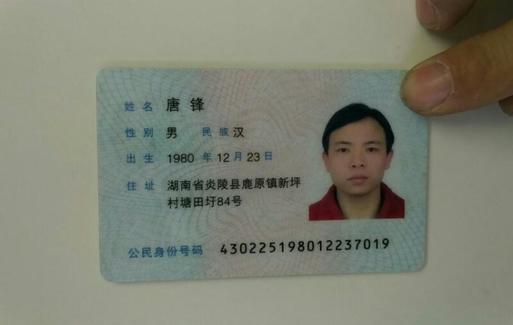 姓名 唐锋
性别 男 民族 汉
出生 1980 年 12 月 23 日
住址 湖南省炎陵县鹿原镇新坪
村塘田圩84号
公民身份号码 430225198012237019